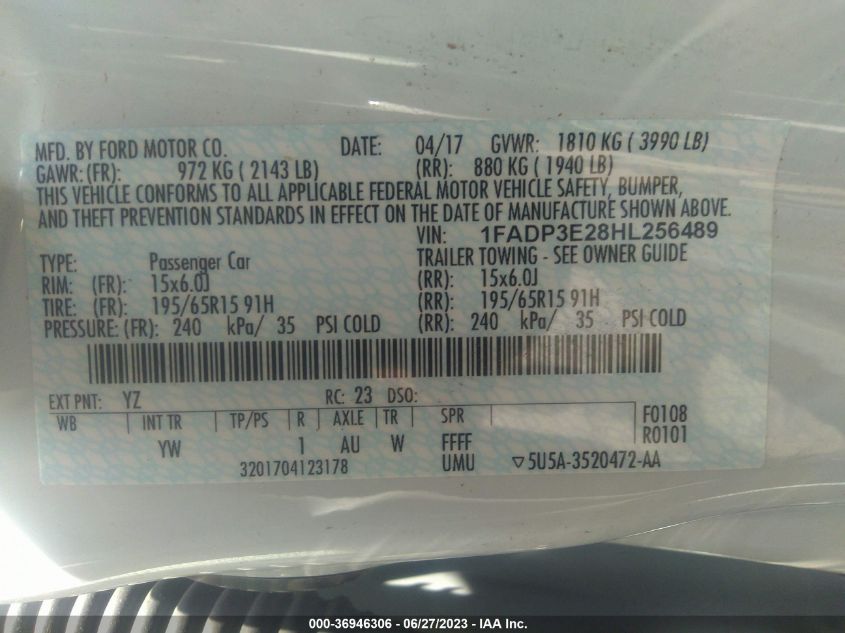 MFD. BY FORD MOTOR CO. DATE: 04/17 GVWR: 1810 KG ( 3990 LB)
GAWR:(FR): 972 KG ( 2143 LB) (RR): 880 KG ( 1940 LB)
THIS VEHICLE CONFORMS TO ALL APPLICABLE FEDERAL MOTOR VEHICLE SAFETY, BUMPER,
AND THEFT PREVENTION STANDARDS IN EFFECT ON THE DATE OF MANUFACTURE SHOWN ABOVE.
VIN: 1FADP3E28HL256489
TYPE: Passenger Car TRAILER TOWING - SEE OWNER GUIDE
RIM: (FR): 15x6.0J (RR): 15x6.0J
TIRE: (FR): 195/65R15 91H (RR): 195/65R15 91H
PRESSURE: (FR): 240 kPa/ 35 PSI COLD (RR): 240 kPa/ 35 PSI COLD
EXT PNT: YZ RC: 23 DSO:
WB INT TR TP/PS R AXLE TR SPR F0108
YW 1 AU W FFFF R0101
3201704123178 UMU ▽5U5A-3520472-AA
000-36946306 - 06/27/2023 - IAA Inc.